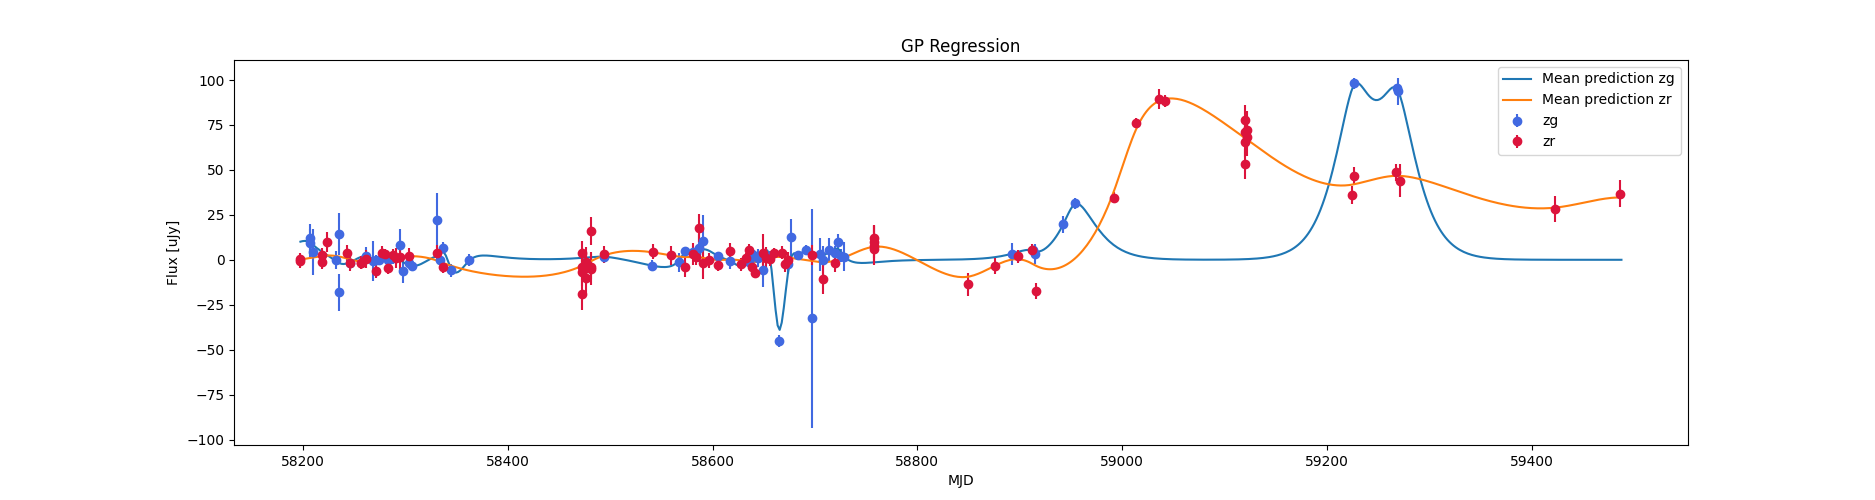 GP Regression
Flux [uJy]
100
75
50
25
0
−25
−50
−75
−100
Mean prediction zg
Mean prediction zr
zg
zr
58200 58400 58600 58800 59000 59200 59400
MJD